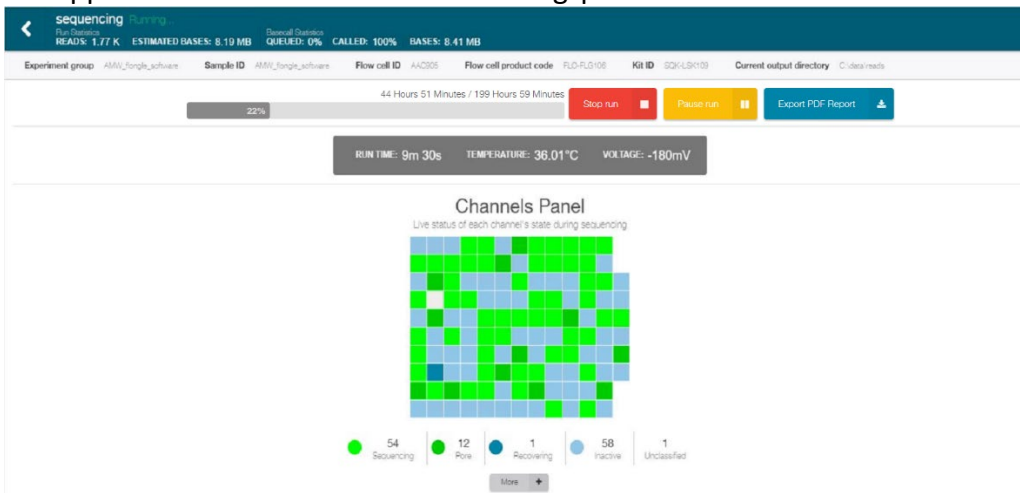 sequencing Running...
Run Statistics
Basecall Statistics
READS: 1.77 K ESTIMATED BASES: 8.19 MB QUEUED: 0% CALLED: 100% BASES: 8.41 MB
Experiment group AMW_fongle_software Sample ID AMW_fongle_software Flow cell ID AAC905 Flow cell product code FLO-FLG106 Kit ID SQK-LSK109 Current output directory C:\data\reads
44 Hours 51 Minutes / 199 Hours 59 Minutes
22%
Stop run
Pause run
Export PDF Report
RUN TIME: 9m 30s TEMPERATURE: 36.01°C VOLTAGE: -180mV
Channels Panel
Live status of each channel's state during sequencing
54 12 1 58 1
Sequencing Pore Recovering Inactive Unclassified
More +